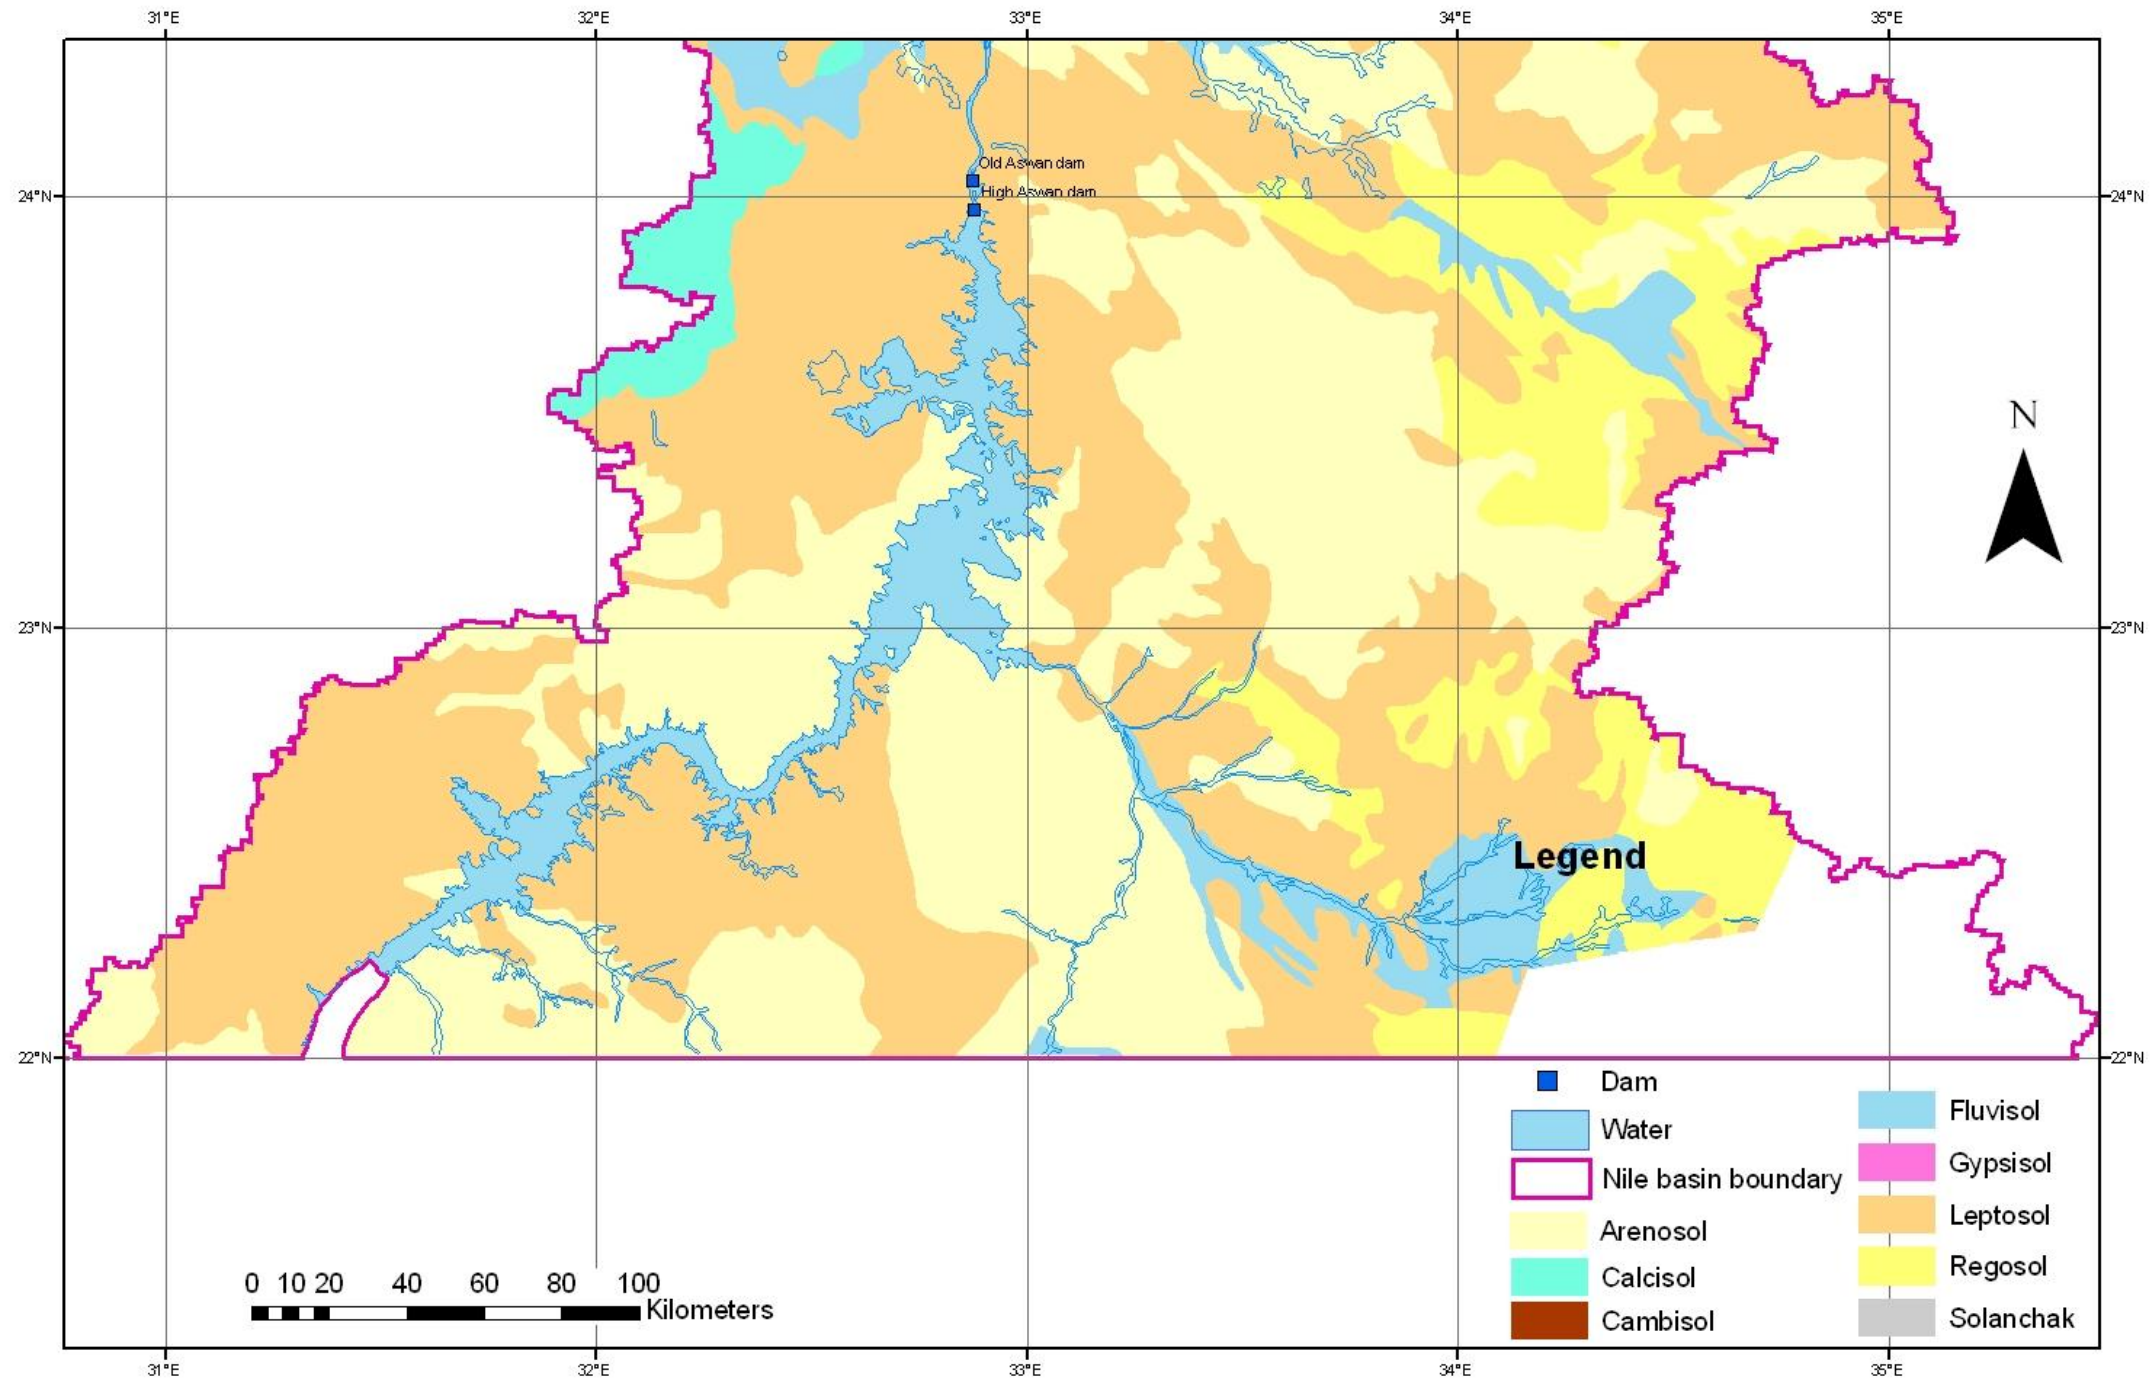 31°E 32°E 33°E 34°E 35°E
Old Aswan dam
24°N High Aswan dam 24°N
N
23°N 23°N
Legend
22°N 22°N
Dam
Water
Nile basin boundary
Arenosol
Calcisol
Cambisol
Fluvisol
Gypsisol
Leptosol
Regosol
Solanchak
0 10 20 40 60 80 100
Kilometers
31°E 32°E 33°E 34°E 35°E